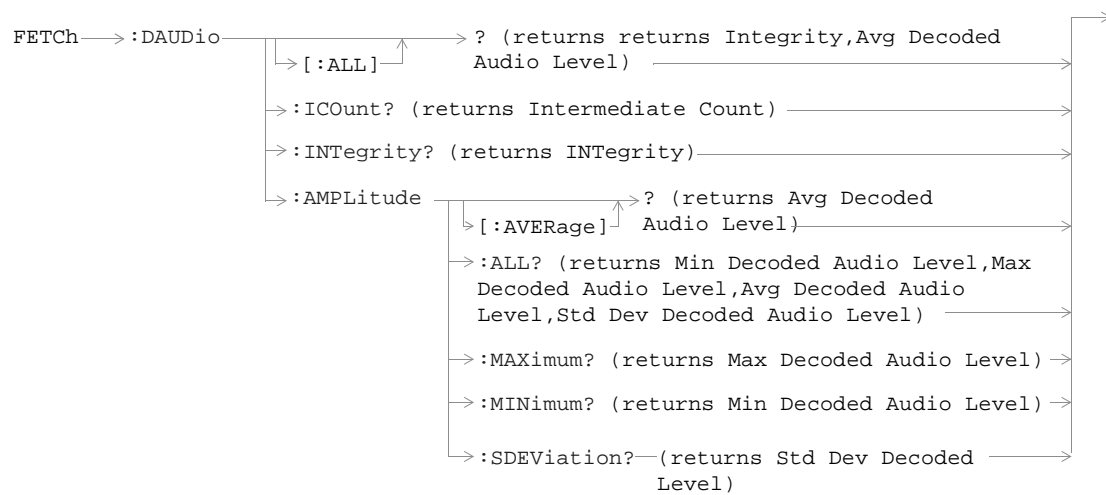 FETCh :DAUDio ? (returns returns Integrity,Avg Decoded
[:ALL] Audio Level)
:ICOunt? (returns Intermediate Count)
:INTegrity? (returns INTegrity)
:AMPLitude ? (returns Avg Decoded
[:AVERage] Audio Level)
:ALL? (returns Min Decoded Audio Level,Max
Decoded Audio Level,Avg Decoded Audio
Level,Std Dev Decoded Audio Level)
:MAXimum? (returns Max Decoded Audio Level)
:MINimum? (returns Min Decoded Audio Level)
:SDEViation? (returns Std Dev Decoded
Level)